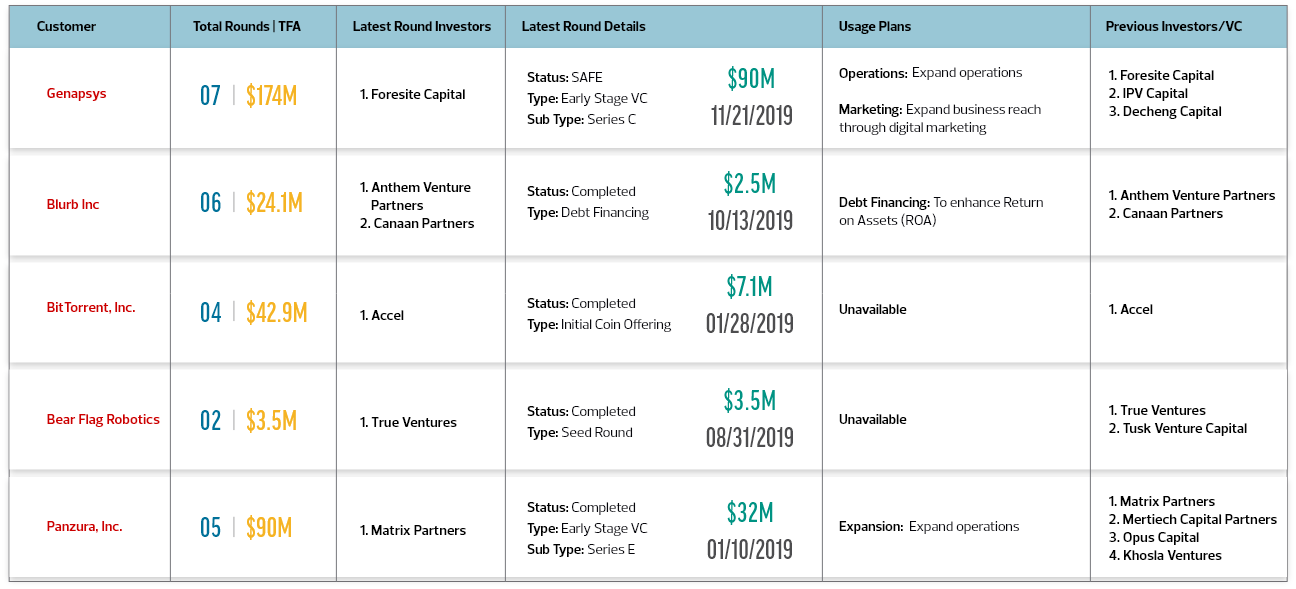 Customer
Total Rounds | TFA
Latest Round Investors
Latest Round Details
Usage Plans
Previous Investors/VC
Genapsys
07 | $174M
1. Foresite Capital
Status: SAFE
Type: Early Stage VC
Sub Type: Series C
$90M
11/21/2019
Operations: Expand operations
Marketing: Expand business reach
through digital marketing
1. Foresite Capital
2. IPV Capital
3. Decheng Capital
Blurb Inc
06 | $24.1M
1. Anthem Venture
Partners
2. Canaan Partners
Status: Completed
Type: Debt Financing
$2.5M
10/13/2019
Debt Financing: To enhance Return
on Assets (ROA)
1. Anthem Venture Partners
2. Canaan Partners
BitTorrent, Inc.
04 | $42.9M
1. Accel
Status: Completed
Type: Initial Coin Offering
$7.1M
01/28/2019
Unavailable
1. Accel
Bear Flag Robotics
02 | $3.5M
1. True Ventures
Status: Completed
Type: Seed Round
$3.5M
08/31/2019
Unavailable
1. True Ventures
2. Tusk Venture Capital
Panzura, Inc.
05 | $90M
1. Matrix Partners
Status: Completed
Type: Early Stage VC
Sub Type: Series E
$32M
01/10/2019
Expansion: Expand operations
1. Matrix Partners
2. Mertiech Capital Partners
3. Opus Capital
4. Khosla Ventures